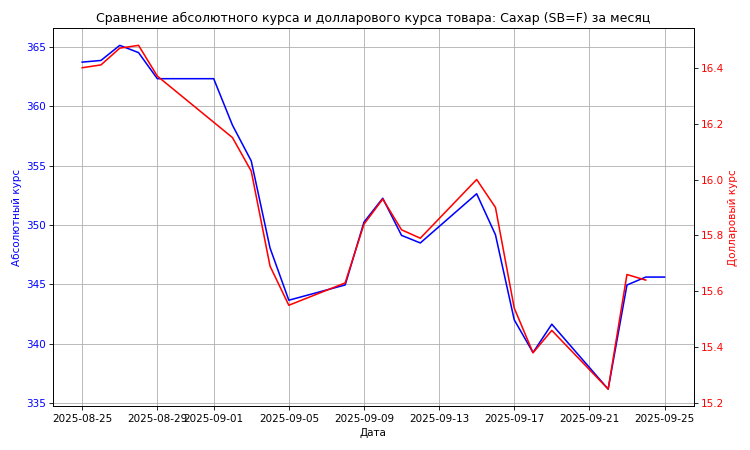 Сравнение абсолютного курса и долларового курса товара: Сахар (SB=F) за месяц
Абсолютный курс
365
360
355
350
345
340
335
16.4
16.2
16.0
15.8
15.6
15.4
15.2
Долларовый курс
2025-08-25 2025-08-29 2025-09-01 2025-09-05 2025-09-09 2025-09-13 2025-09-17 2025-09-21 2025-09-25
Дата